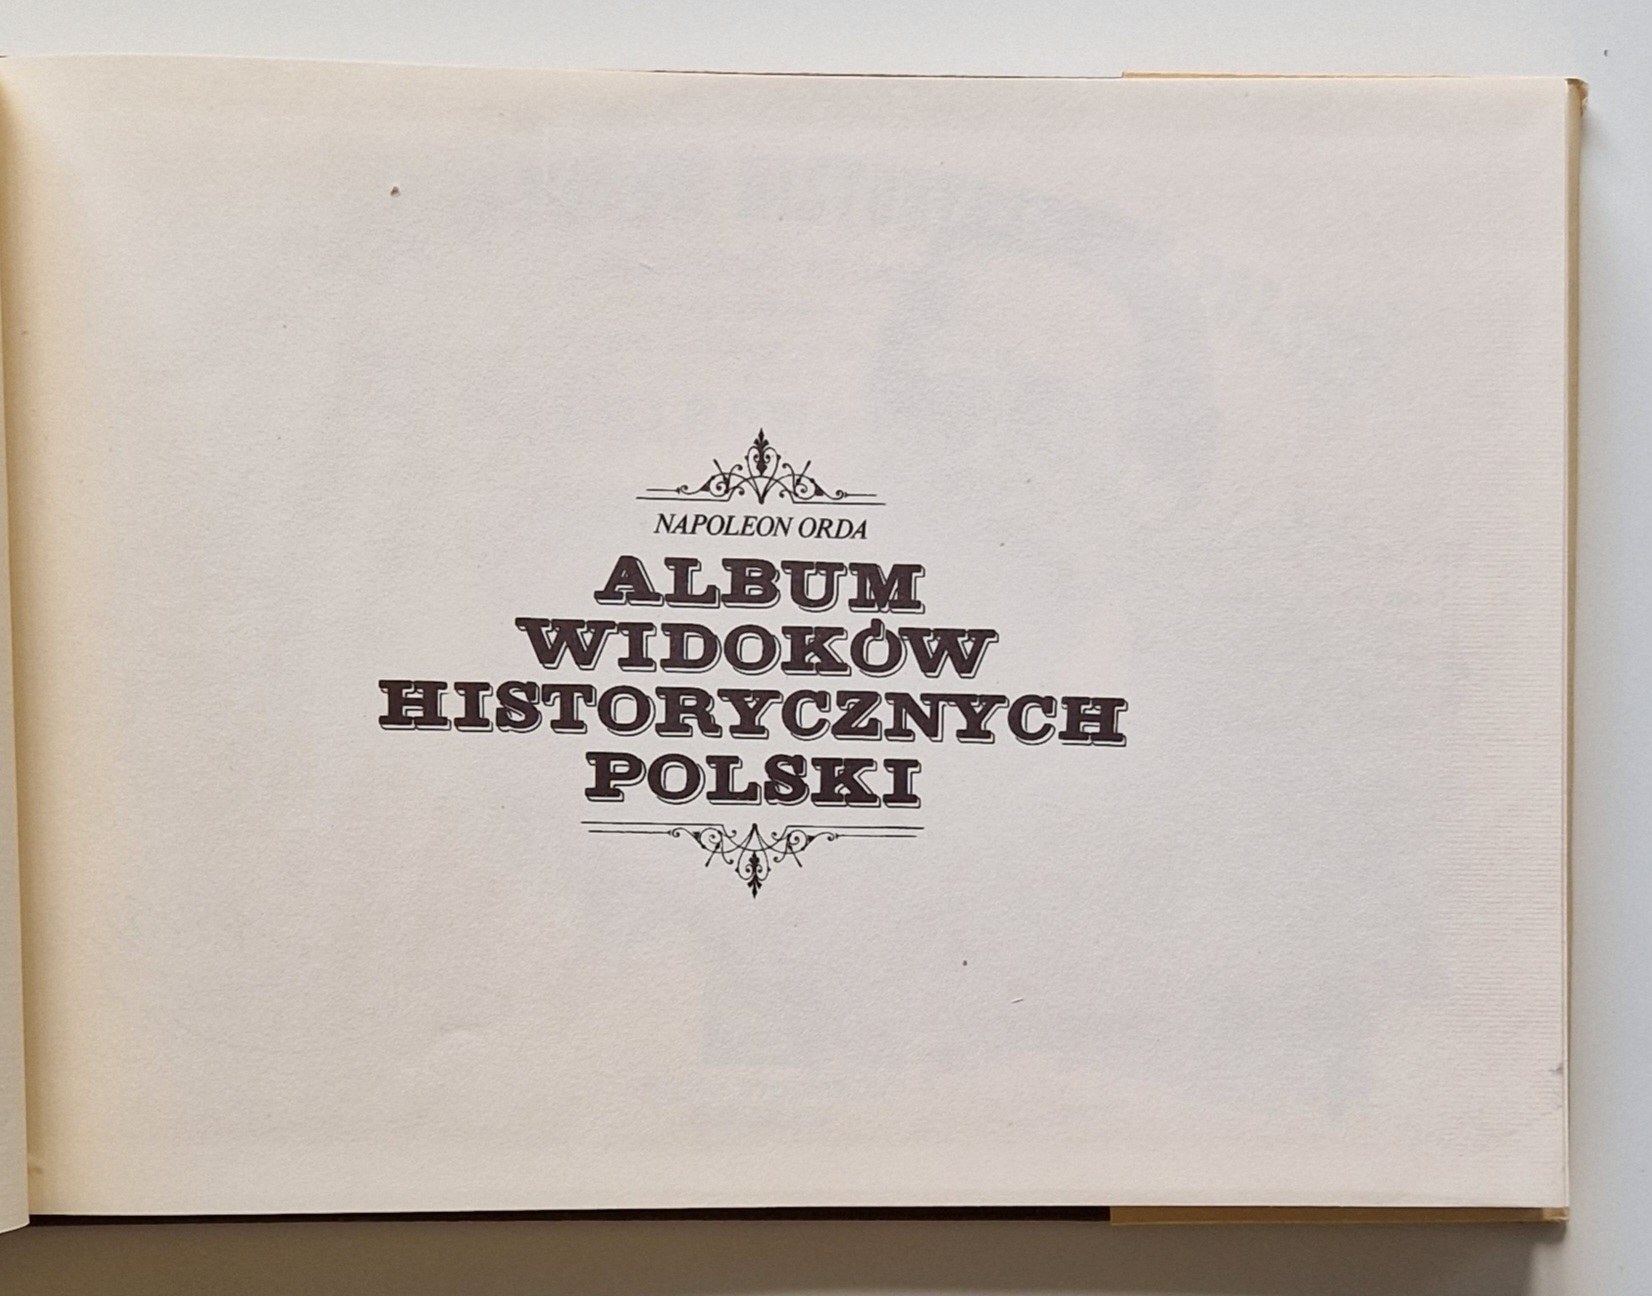 NAPOLEON ORDA
ALBUM
WIDOKÓW
HISTORYCZNYCH
POLSKI